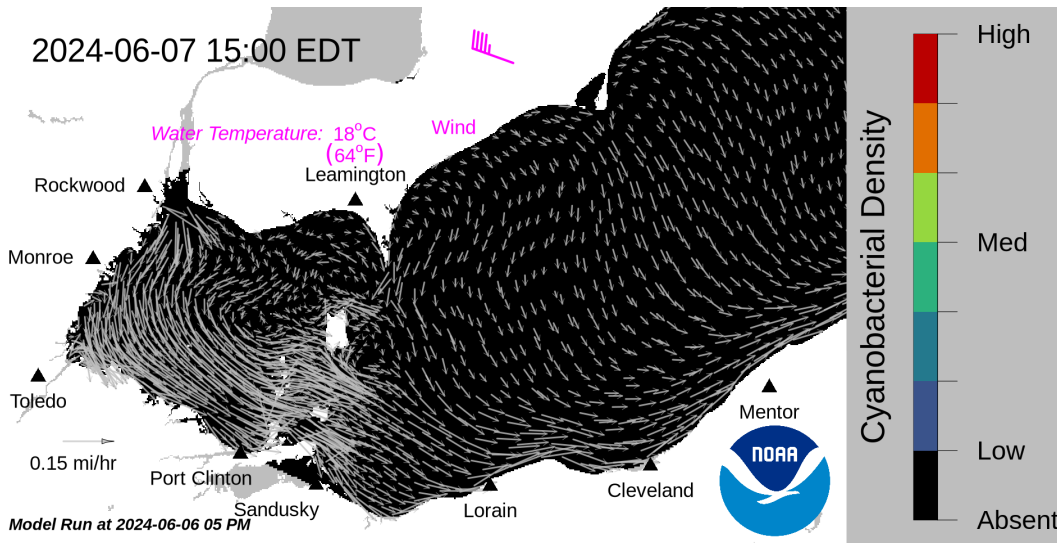 2024-06-07 15:00 EDT
Water Temperature: 18°C
(64°F)
Wind
Leamington
Rockwood
Monroe
Toledo
0.15 mi/hr
Port Clinton
Sandusky
Lorain
Cleveland
Mentor
NOAA
Model Run at 2024-06-06 05 PM
Cyanobacterial Density
High
Med
Low
Absent